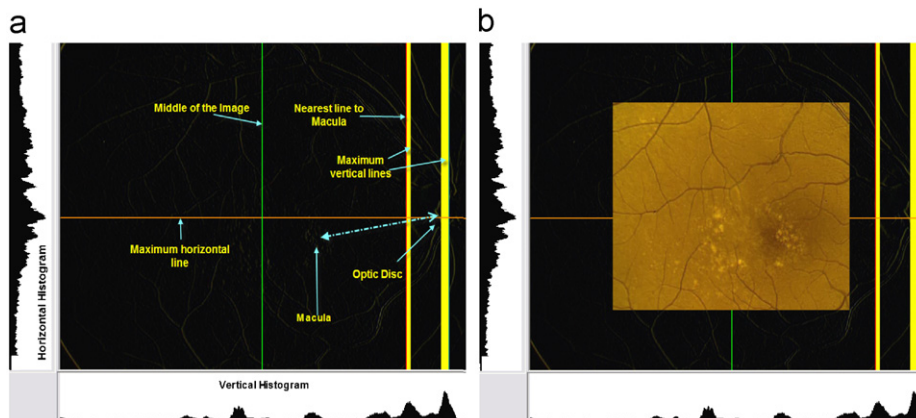 a
b
Middle of the Image
Nearest line to
Macula
Maximum
vertical lines
Maximum horizontal
line
Optic Disc
Macula
Horizontal Histogram
Vertical Histogram